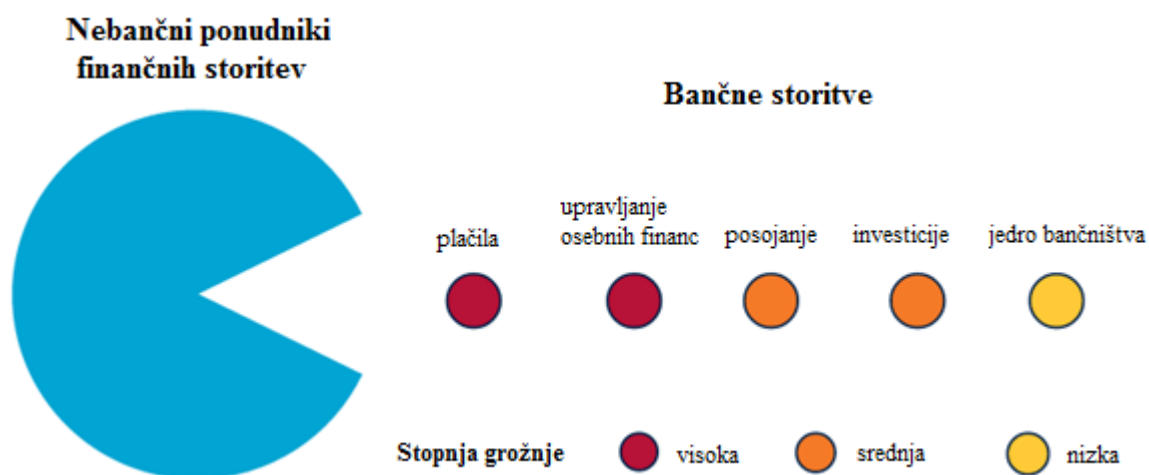 Nebančni ponudniki
finančnih storitev
Bančne storitve
plačila
upravljanje
osebnih financ
posojanje
investicije
jedro bančništva
Stopnja grožnje
visoka
srednja
nizka